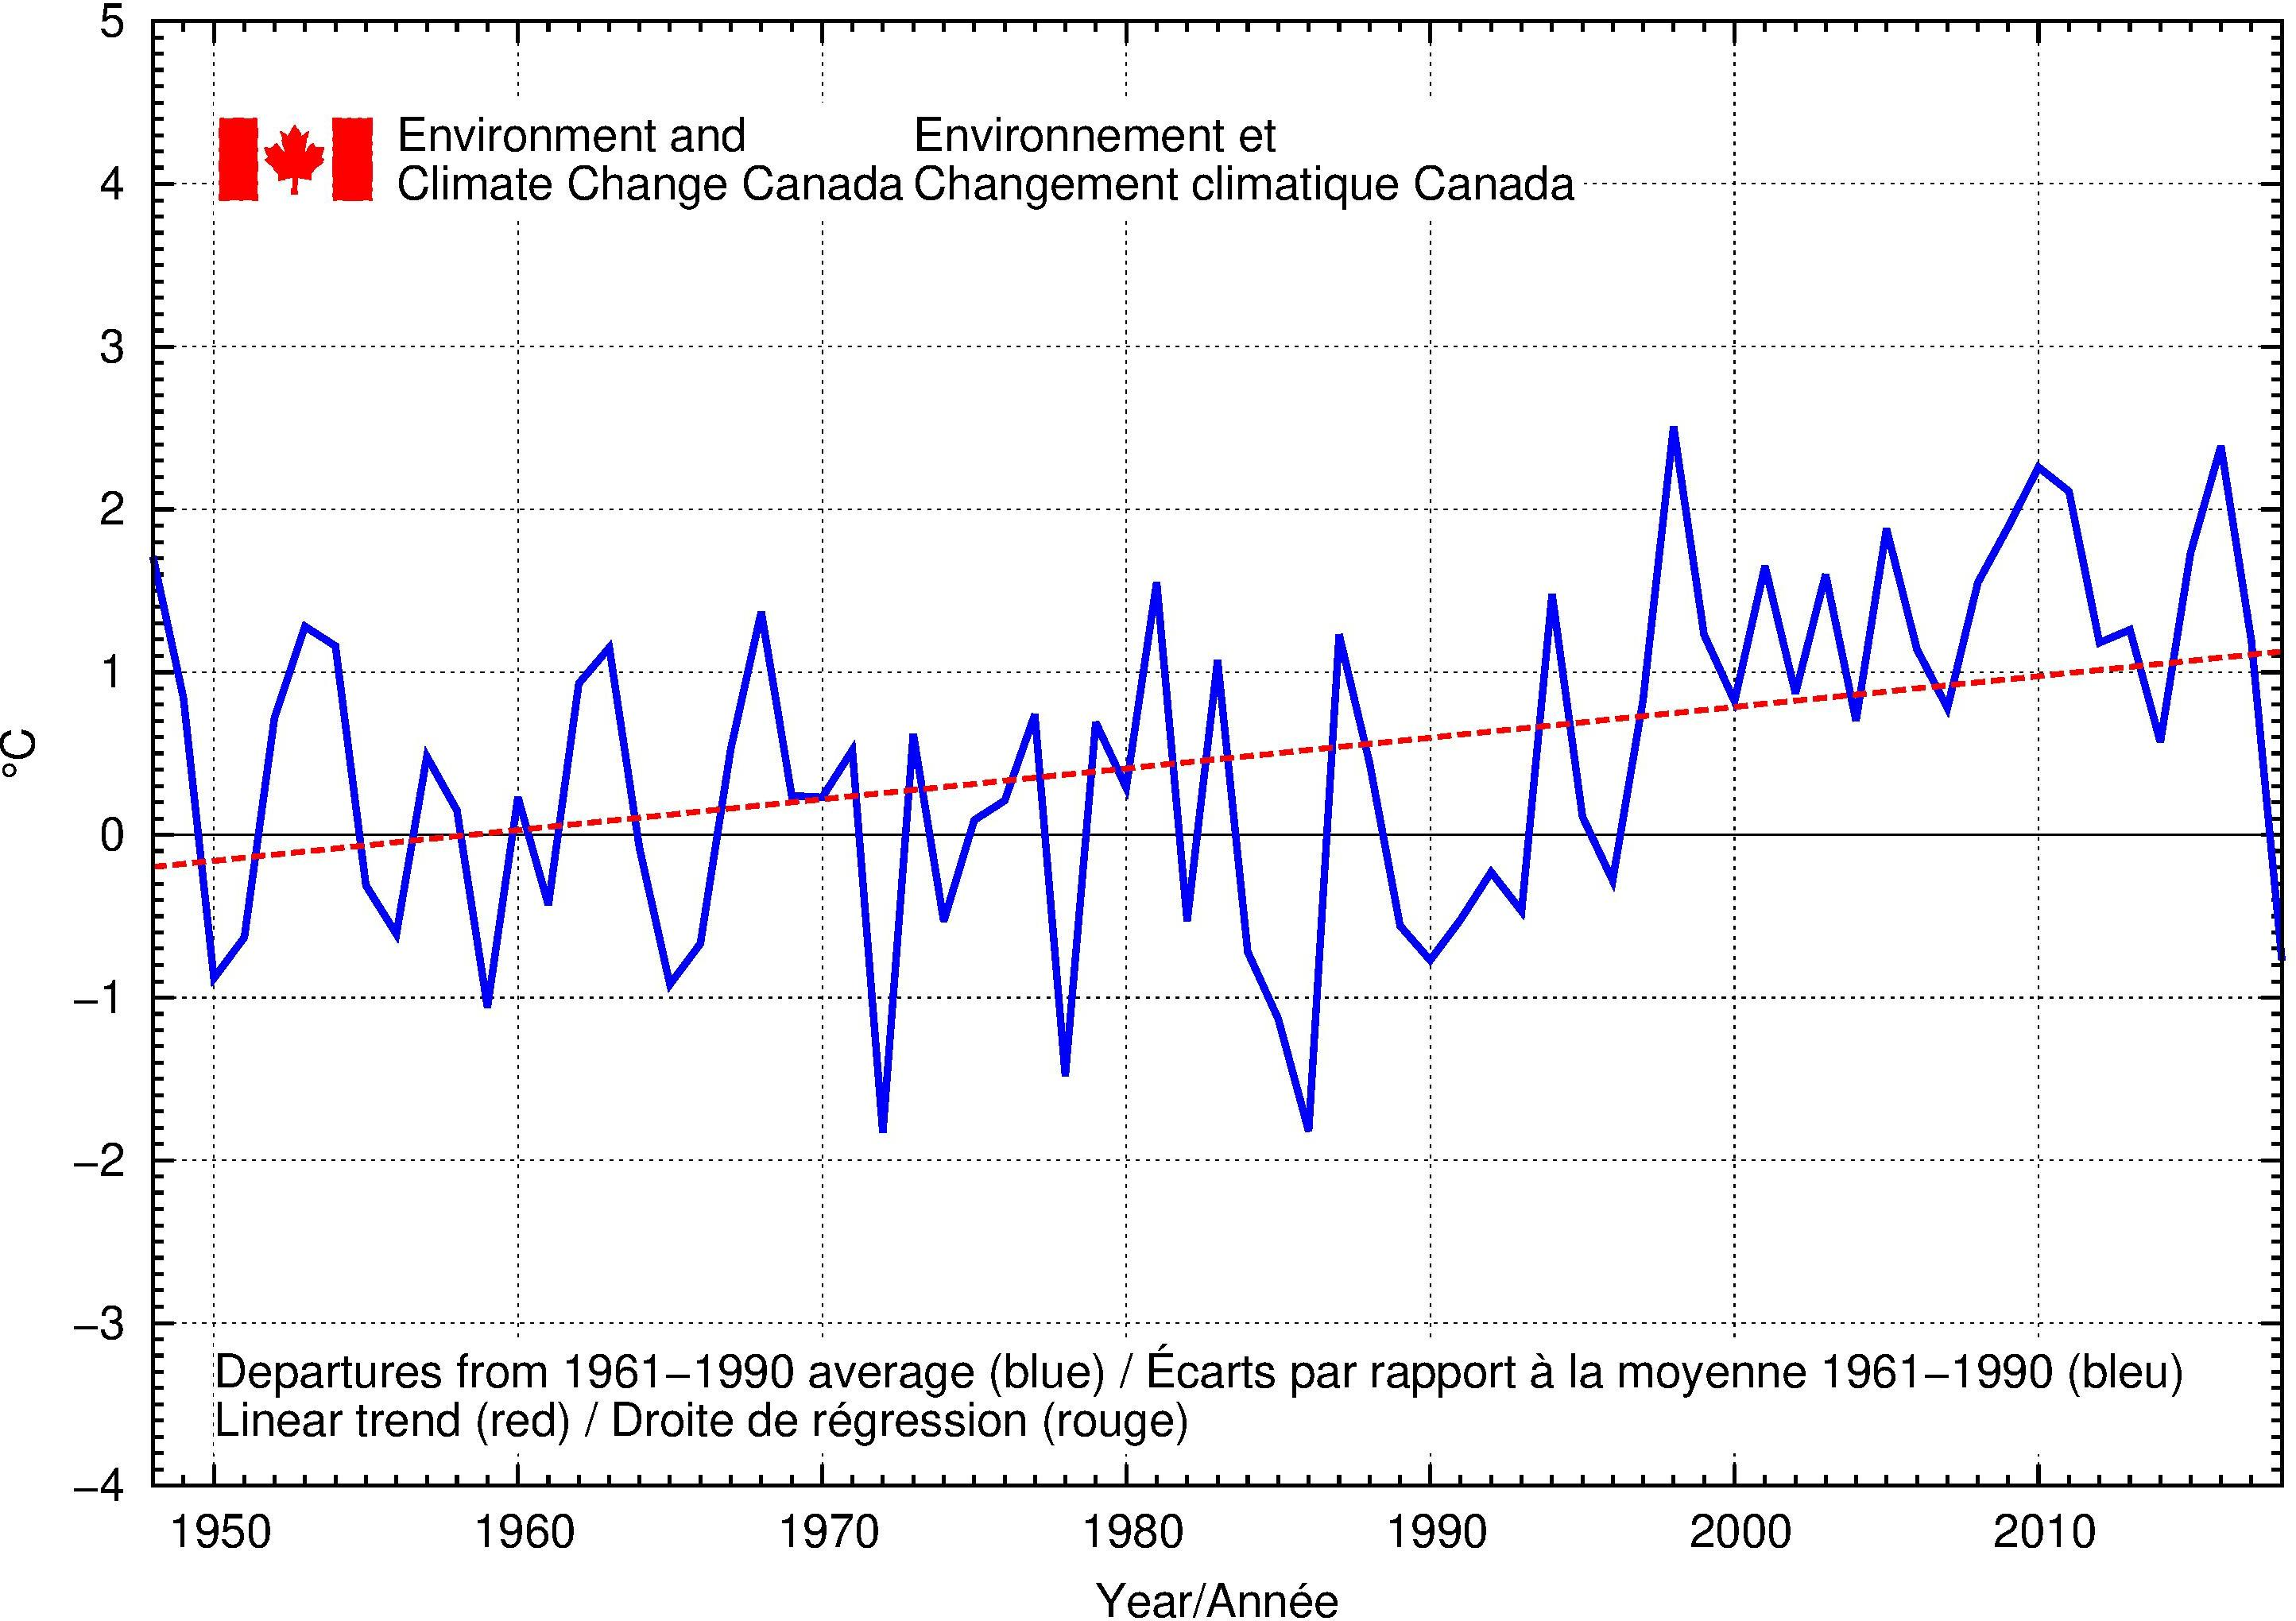 5
Environment and
Climate Change Canada
Environnement et
Changement climatique Canada
4
3
2
1
0
−1
−2
−3
−4
°C
Departures from 1961−1990 average (blue) / Écarts par rapport à la moyenne 1961−1990 (bleu)
Linear trend (red) / Droite de régression (rouge)
1950 1960 1970 1980 1990 2000 2010
Year/Année